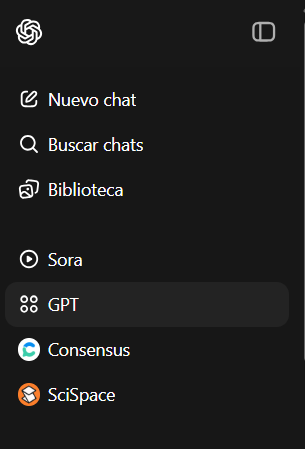 Nuevo chat
Buscar chats
Biblioteca
Sora
GPT
Consensus
SciSpace